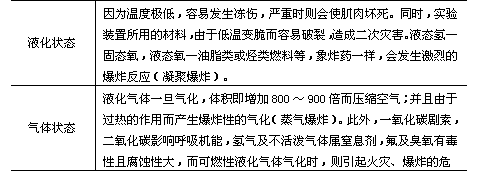 因为温度极低，容易发生冻伤，严重时则会使肌肉坏死。同时，实验
装置所用的材料，由于低温变脆而容易破裂，造成二次灾害。液态氢一
液化状态
固态氧，液态氧一油脂类或烃类燃料等，象炸药一样，会发生激烈的
爆炸反应（凝聚爆炸）。
液化气体一旦气化，体积即增加800～900倍而压缩空气；并且由于
过热的作用而产生爆炸性的气化（蒸气爆炸）。此外，一氧化碳剧素，
气体状态
二氧化碳影响呼吸机能，氢气及不活泼气体属窒息剂，氟及臭氧有毒
性且腐蚀性大，而可燃性液化气体气化时，则引起火灾、爆炸的危